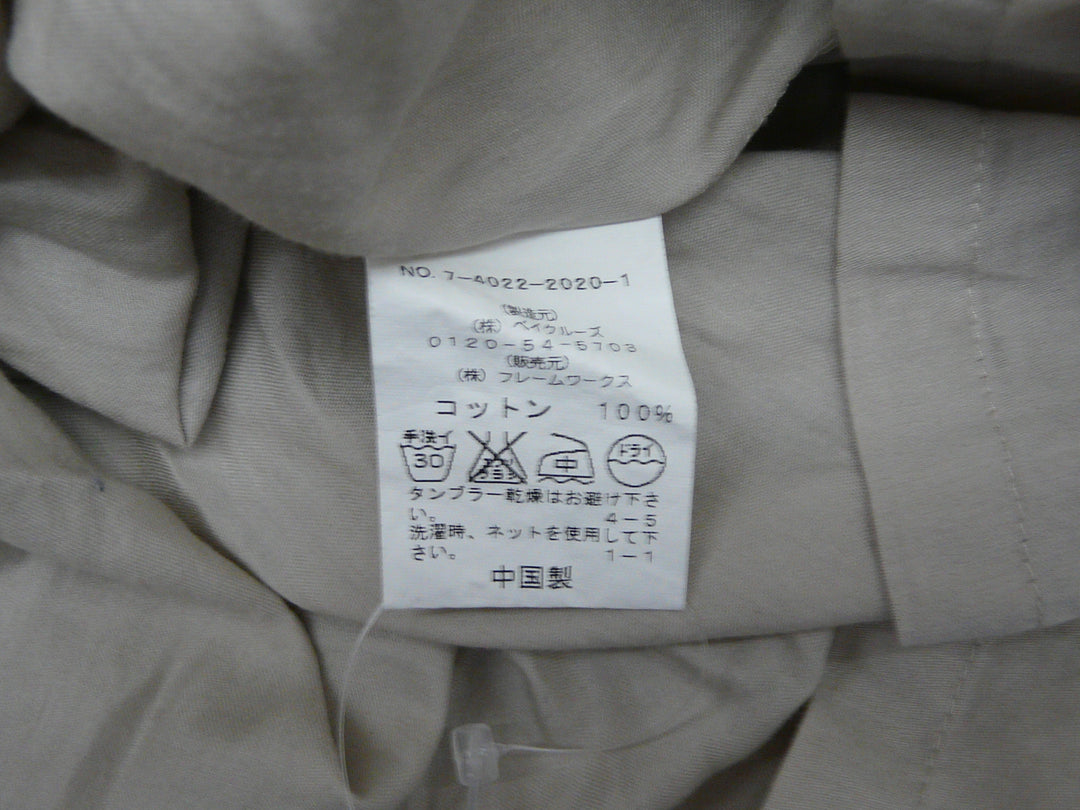 NO. 7-4022-2020-1
(製造元)
(株) ベイクルーズ
0120-54-5703
(販売元)
(株) フレームワークス
コットン 100%
手洗イ 30 中 ドライ
タンブラー乾燥はお避け下さ
い。 4-5
洗濯時、ネットを使用して下
さい。 1-1
中国製